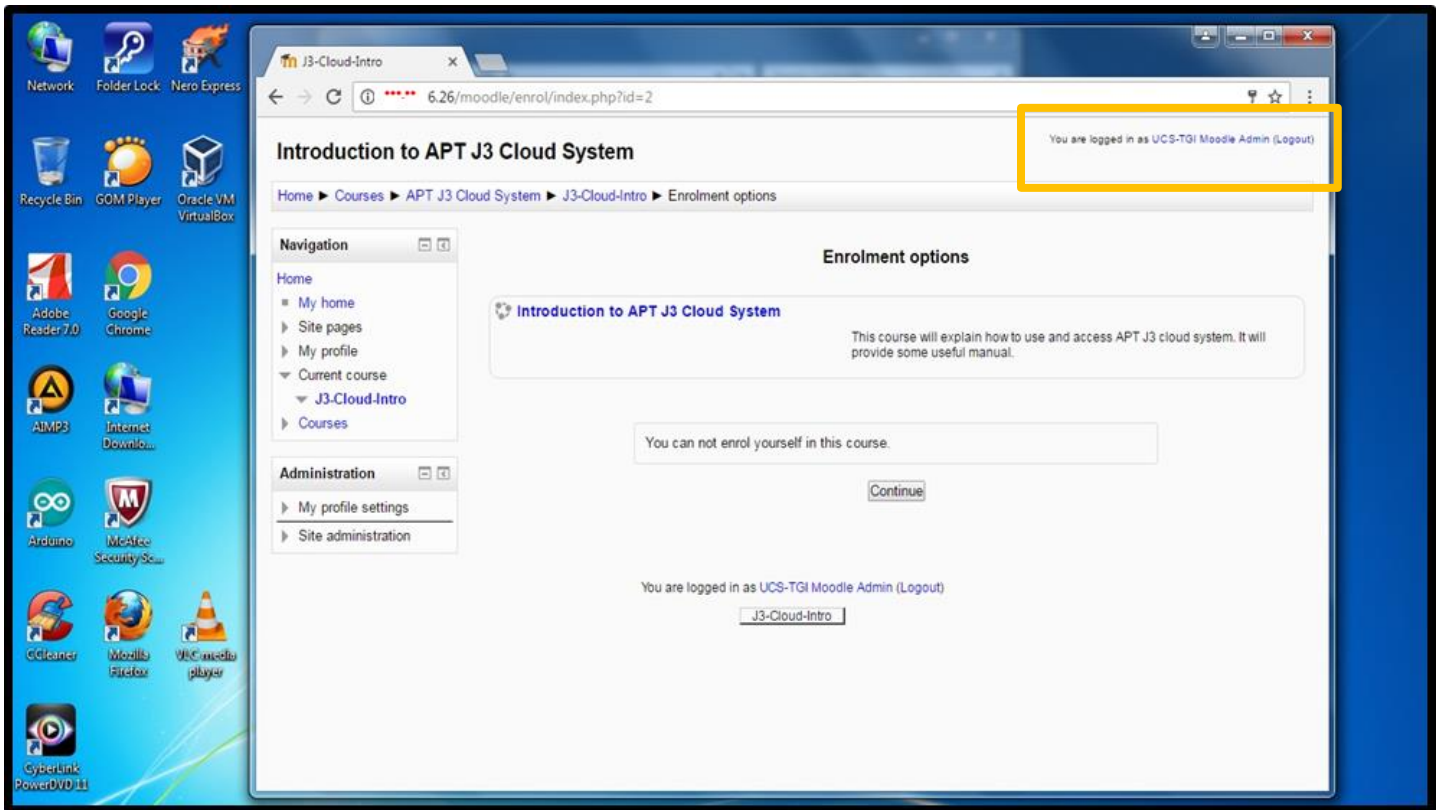 Network
Folder Lock
Nero Express
Recycle Bin
GOM Player
Oracle VM
VirtualBox
Adobe
Reader 7.0
Google
Chrome
AIMP3
Internet
Downlo...
Arduino
McAfee
Security Sc...
CCleaner
Mozilla
Firefox
VLC media
player
CyberLink
PowerDVD 11
J3-Cloud-Intro
***.** 6.26/moodle/enrol/index.php?id=2
You are logged in as UCS-TGI Moodle Admin (Logout)
Introduction to APT J3 Cloud System
Home ► Courses ► APT J3 Cloud System ► J3-Cloud-Intro ► Enrolment options
Navigation
Home
My home
Site pages
My profile
Current course
J3-Cloud-Intro
Courses
Administration
My profile settings
Site administration
Enrolment options
Introduction to APT J3 Cloud System
This course will explain how to use and access APT J3 cloud system. It will
provide some useful manual.
You can not enrol yourself in this course.
Continue
You are logged in as UCS-TGI Moodle Admin (Logout)
J3-Cloud-Intro